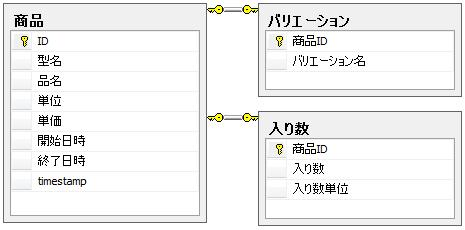 商品
ID
型名
品名
単位
単価
開始日時
終了日時
timestamp
バリエーション
商品ID
バリエーション名
入り数
商品ID
入り数
入り数単位